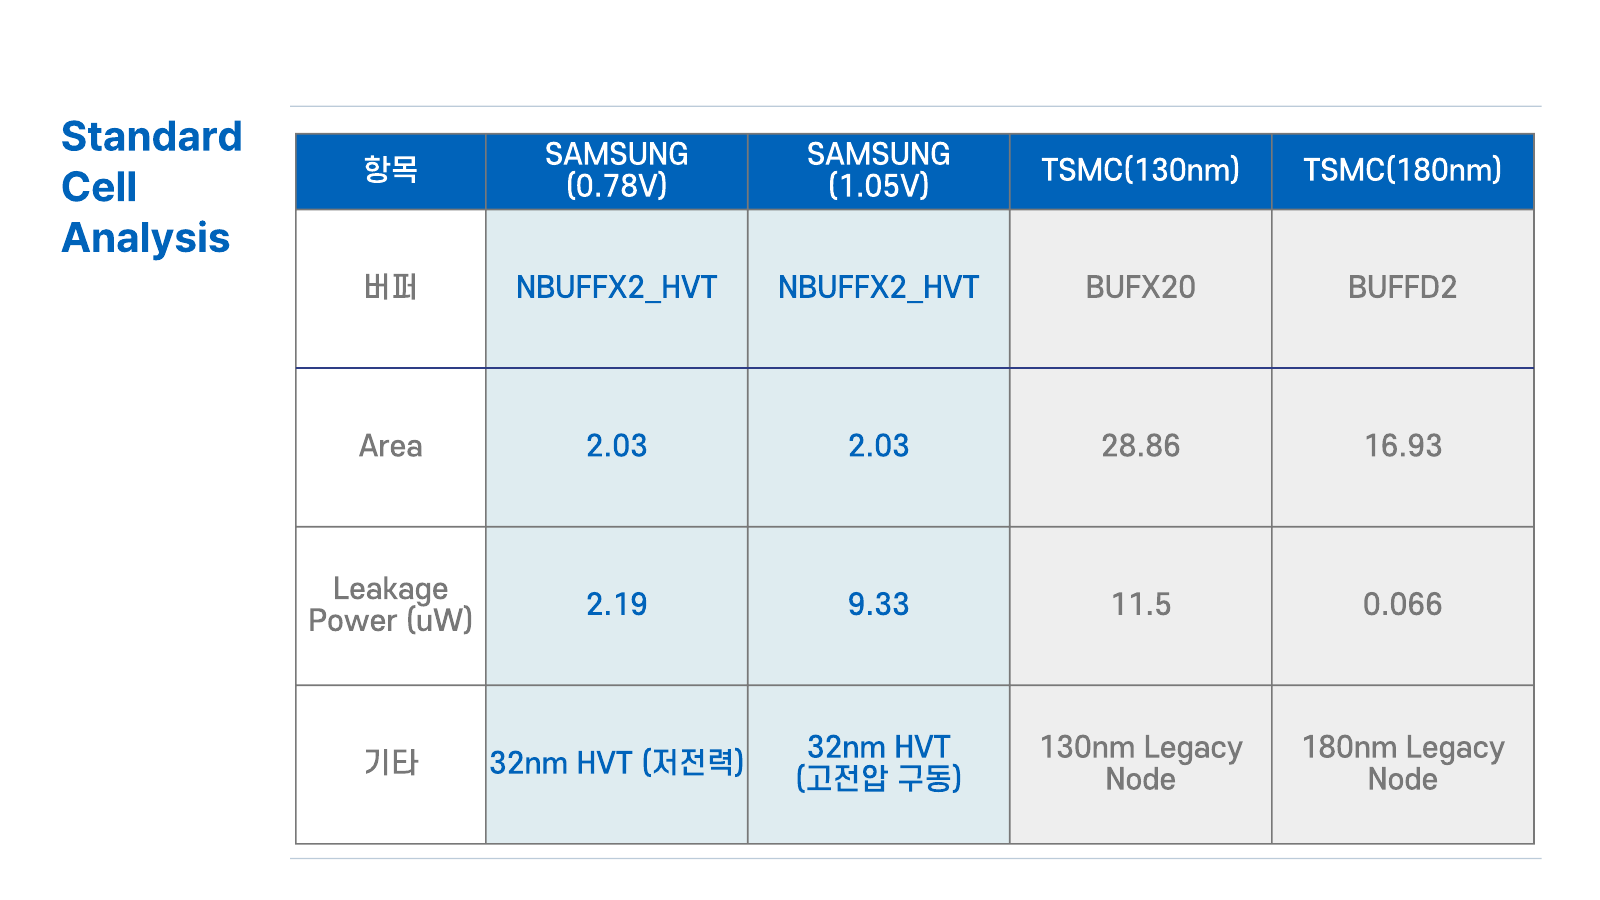 Standard
Cell
Analysis
항목
SAMSUNG
(0.78V)
SAMSUNG
(1.05V)
TSMC(130nm)
TSMC(180nm)
버퍼
NBUFFX2_HVT
NBUFFX2_HVT
BUFX20
BUFFD2
Area
2.03
2.03
28.86
16.93
Leakage
Power (uW)
2.19
9.33
11.5
0.066
기타
32nm HVT (저전력)
32nm HVT
(고전압 구동)
130nm Legacy
Node
180nm Legacy
Node